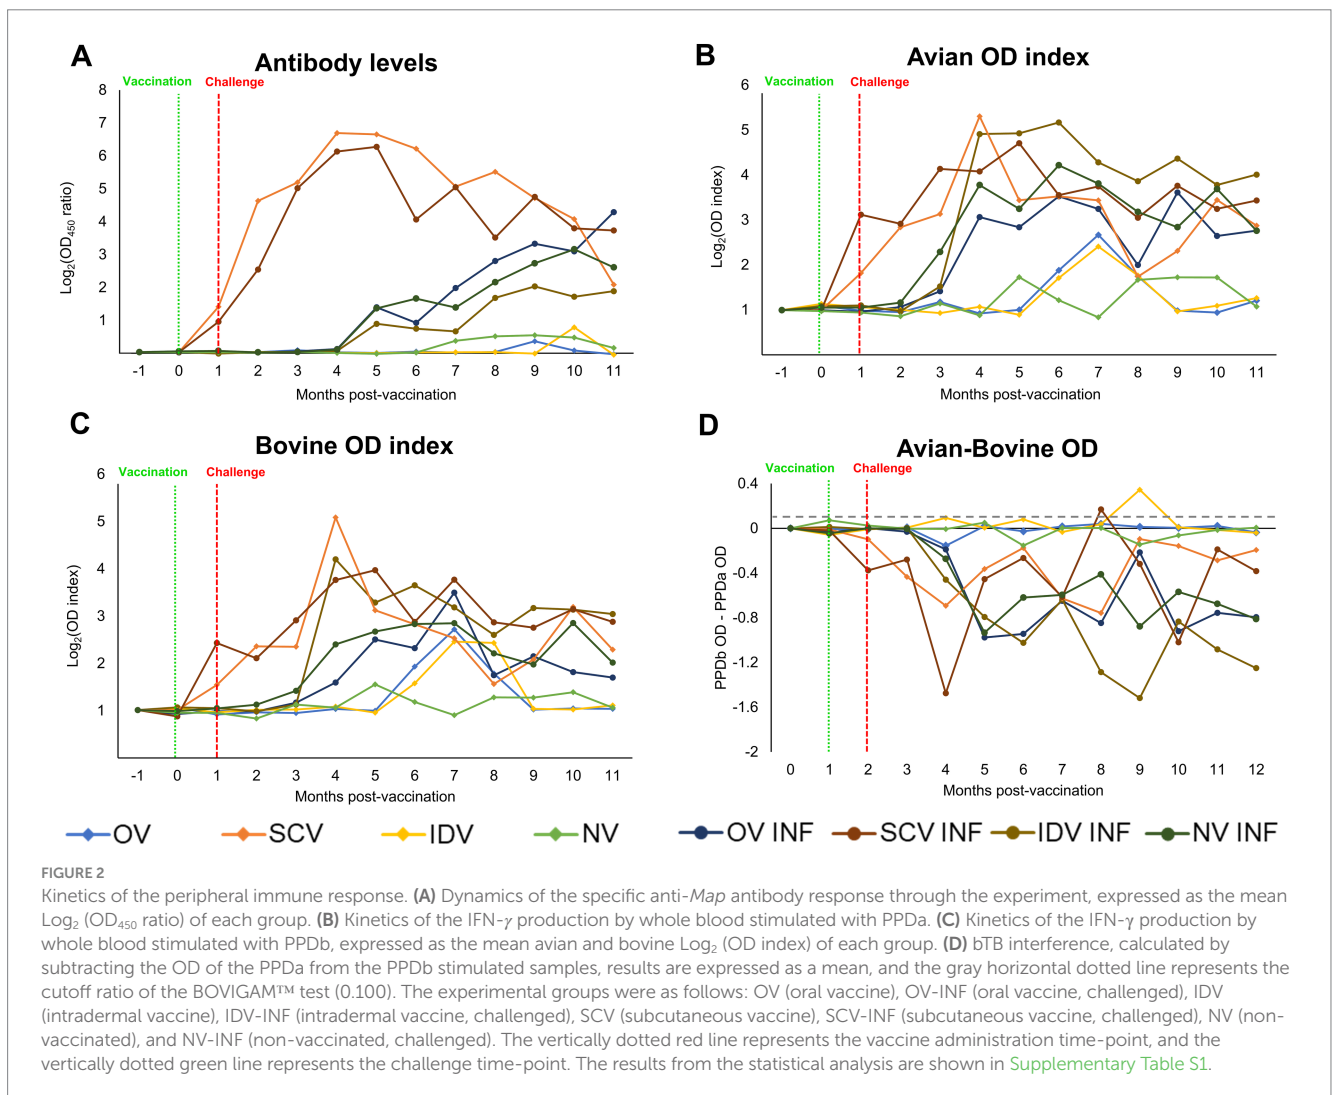 A
Antibody levels
Vaccination
Challenge
8
7
6
5
4
3
2
1
Log2(OD450 ratio)
-1 0 1 2 3 4 5 6 7 8 9 10 11
Months post-vaccination
B
Avian OD index
Vaccination
Challenge
6
5
4
3
2
1
Log2(OD index)
-1 0 1 2 3 4 5 6 7 8 9 10 11
Months post-vaccination
C
Bovine OD index
Vaccination
Challenge
6
5
4
3
2
1
Log2(OD index)
-1 0 1 2 3 4 5 6 7 8 9 10 11
Months post-vaccination
D
Avian-Bovine OD
Vaccination
Challenge
0.4
0
-0.4
-0.8
-1.2
-1.6
-2
PPDb OD - PPDa OD
0 1 2 3 4 5 6 7 8 9 10 11 12
Months post-vaccination
OV SCV IDV NV OV INF SCV INF IDV INF NV INF
FIGURE 2
Kinetics of the peripheral immune response. (A) Dynamics of the specific anti-Map antibody response through the experiment, expressed as the mean
Log2 (OD450 ratio) of each group. (B) Kinetics of the IFN-γ production by whole blood stimulated with PPDa. (C) Kinetics of the IFN-γ production by
whole blood stimulated with PPDb, expressed as the mean avian and bovine Log2 (OD index) of each group. (D) bTB interference, calculated by
subtracting the OD of the PPDa from the PPDb stimulated samples, results are expressed as a mean, and the gray horizontal dotted line represents the
cutoff ratio of the BOVIGAM™ test (0.100). The experimental groups were as follows: OV (oral vaccine), OV-INF (oral vaccine, challenged), IDV
(intradermal vaccine), IDV-INF (intradermal vaccine, challenged), SCV (subcutaneous vaccine), SCV-INF (subcutaneous vaccine, challenged), NV (non-
vaccinated), and NV-INF (non-vaccinated, challenged). The vertically dotted red line represents the vaccine administration time-point, and the
vertically dotted green line represents the challenge time-point. The results from the statistical analysis are shown in Supplementary Table S1.